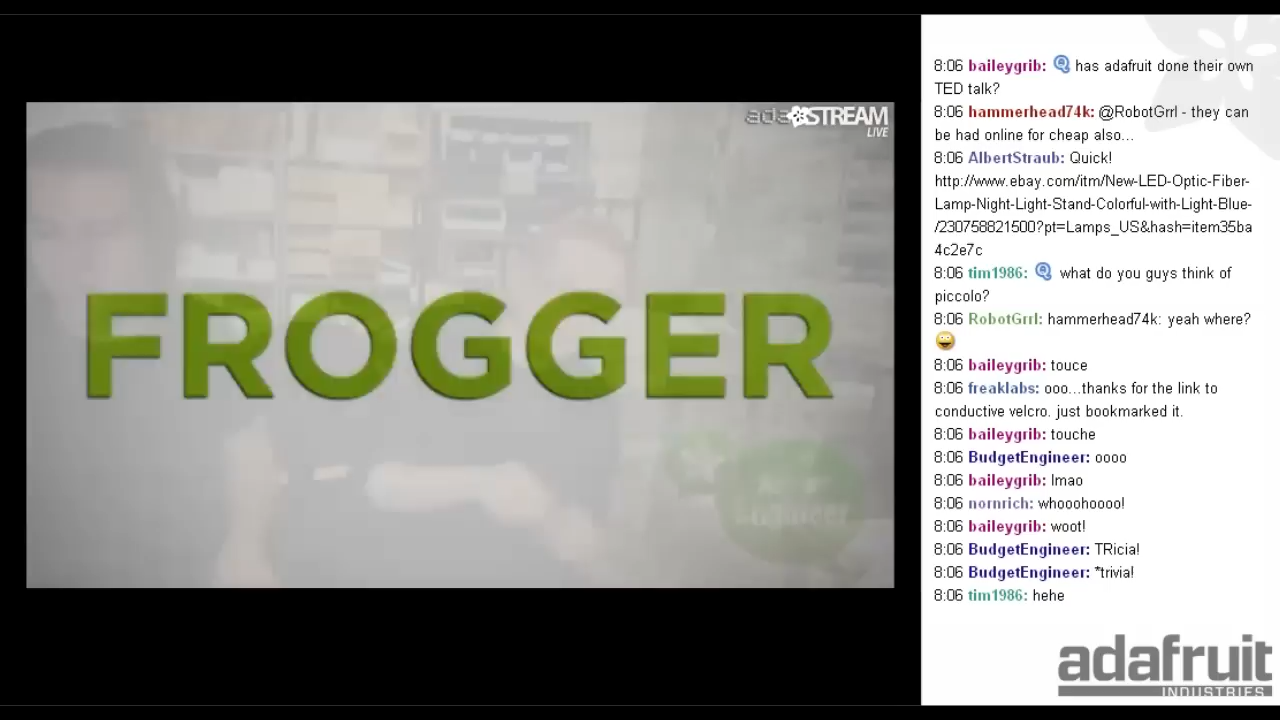 ada STREAM
LIVE
FROGGER
8:06 baileygrib: has adafruit done their own
TED talk?
8:06 hammerhead74k: @RobotGrrl - they can
be had online for cheap also...
8:06 AlbertStraub: Quick!
http://www.ebay.com/itm/New-LED-Optic-Fiber-
Lamp-Night-Light-Stand-Colorful-with-Light-Blue-
/230758821500?pt=Lamps_US&hash=item35ba
4c2e7c
8:06 tim1986: what do you guys think of
piccolo?
8:06 RobotGrrl: hammerhead74k: yeah where?
8:06 baileygrib: touce
8:06 freaklabs: ooo...thanks for the link to
conductive velcro. just bookmarked it.
8:06 baileygrib: touche
8:06 BudgetEngineer: oooo
8:06 baileygrib: lmao
8:06 nornrich: whooohoooo!
8:06 baileygrib: woot!
8:06 BudgetEngineer: TRicia!
8:06 BudgetEngineer: *trivia!
8:06 tim1986: hehe
adafruit
INDUSTRIES